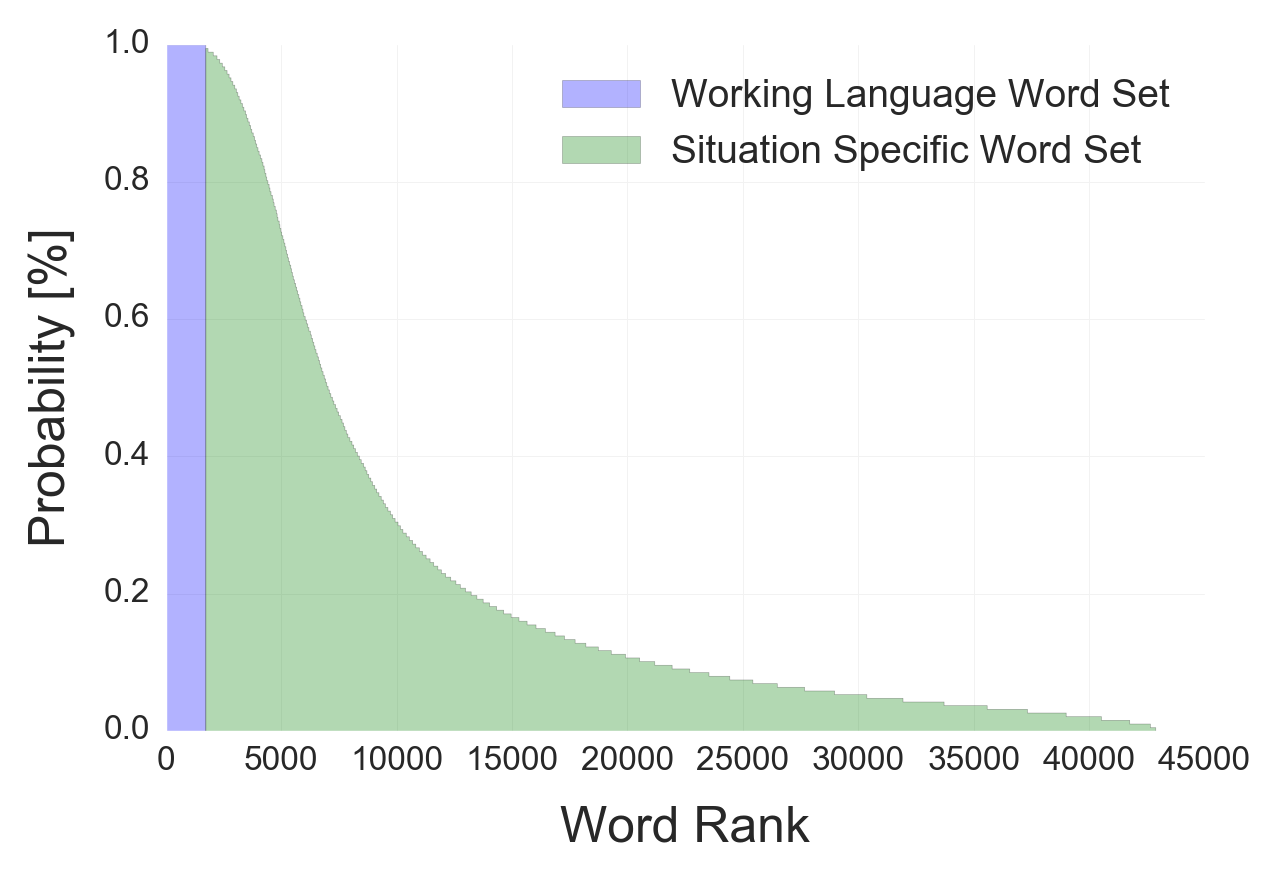 1.0
0.8
0.6
0.4
0.2
0.0
Probability [%]
Working Language Word Set
Situation Specific Word Set
0 5000 10000 15000 20000 25000 30000 35000 40000 45000
Word Rank